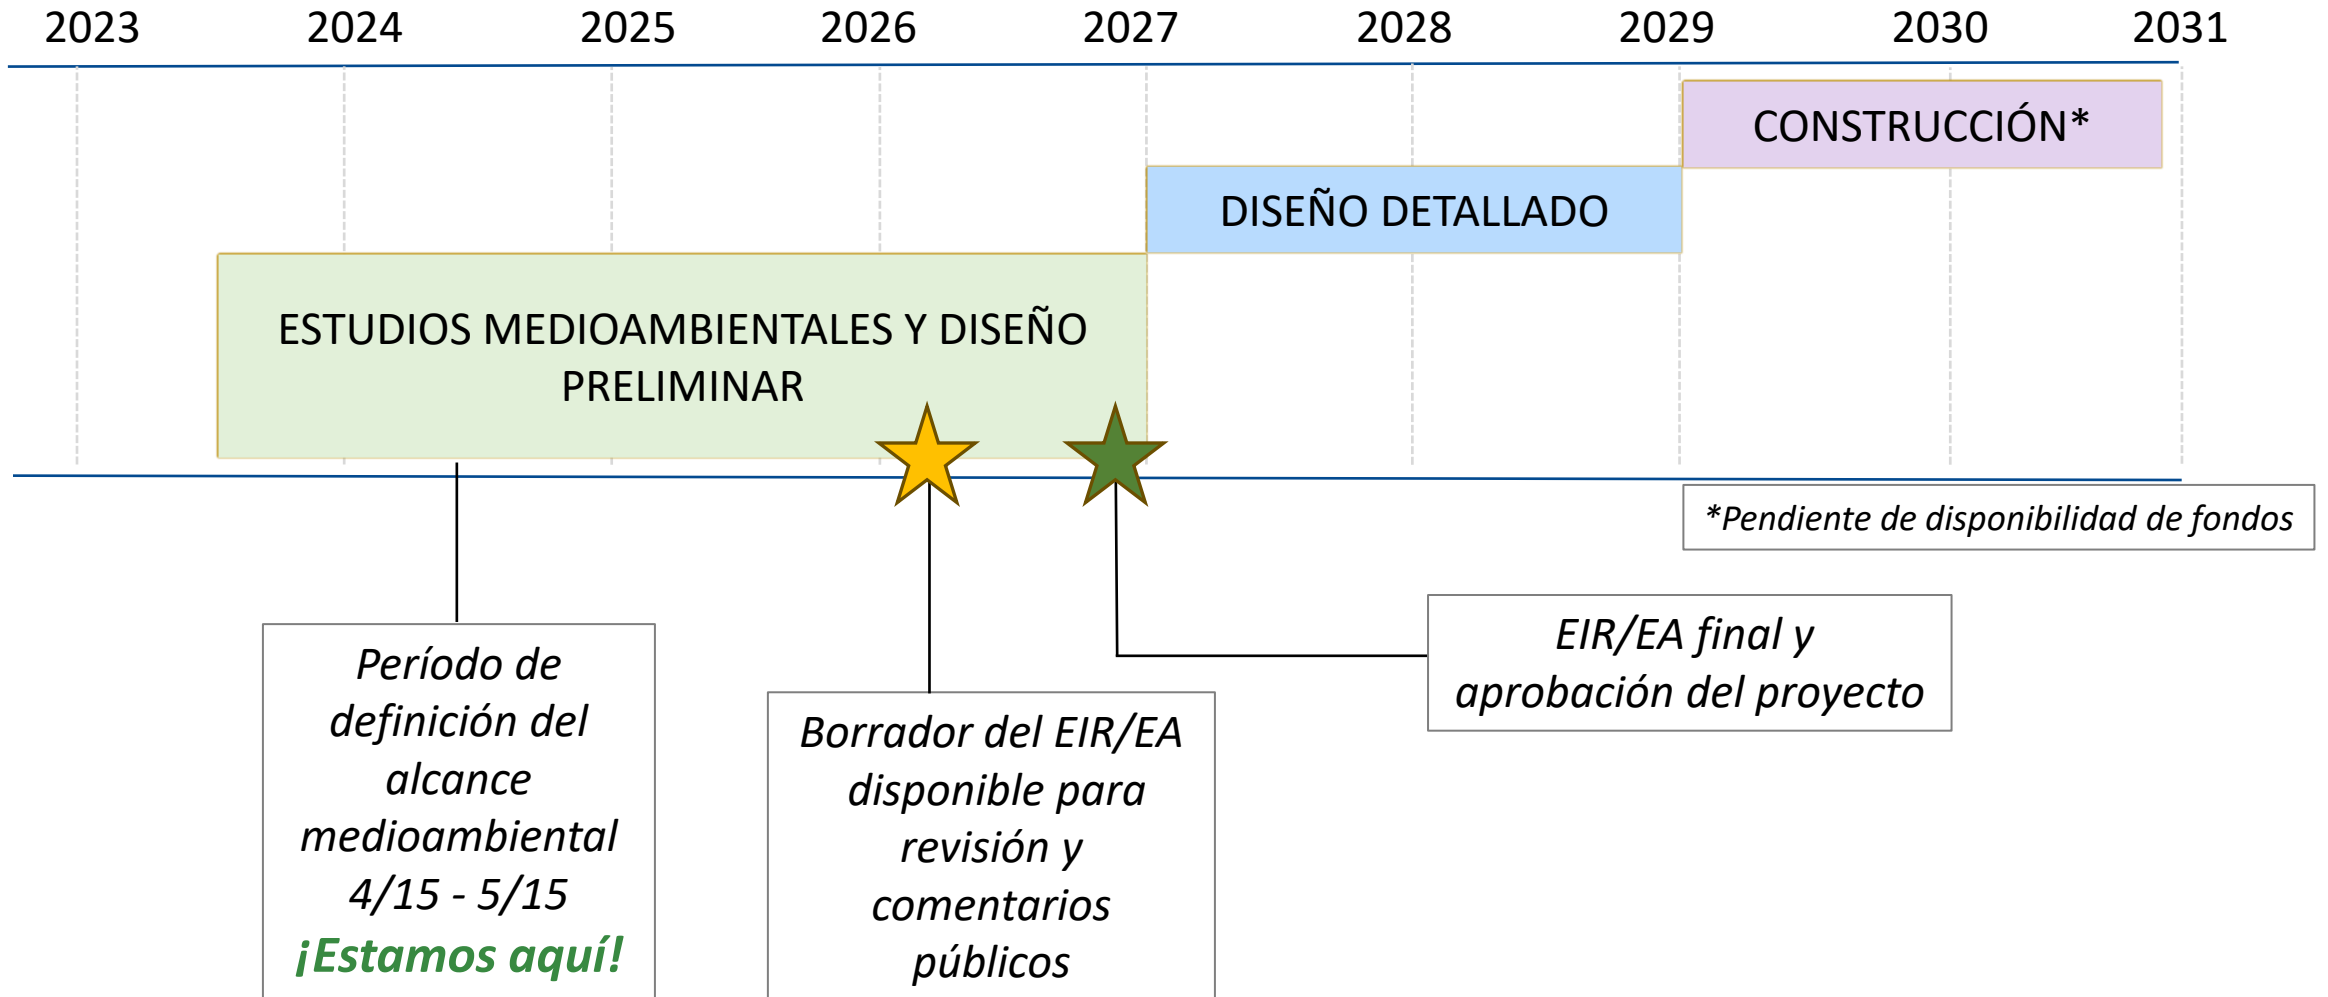 2023 2024 2025 2026 2027 2028 2029 2030 2031
CONSTRUCCIÓN*
DISEÑO DETALLADO
ESTUDIOS MEDIOAMBIENTALES Y DISEÑO
PRELIMINAR
*Pendiente de disponibilidad de fondos
Período de
definición del
alcance
medioambiental
4/15 - 5/15
¡Estamos aquí!
Borrador del EIR/EA
disponible para
revisión y
comentarios
públicos
EIR/EA final y
aprobación del proyecto